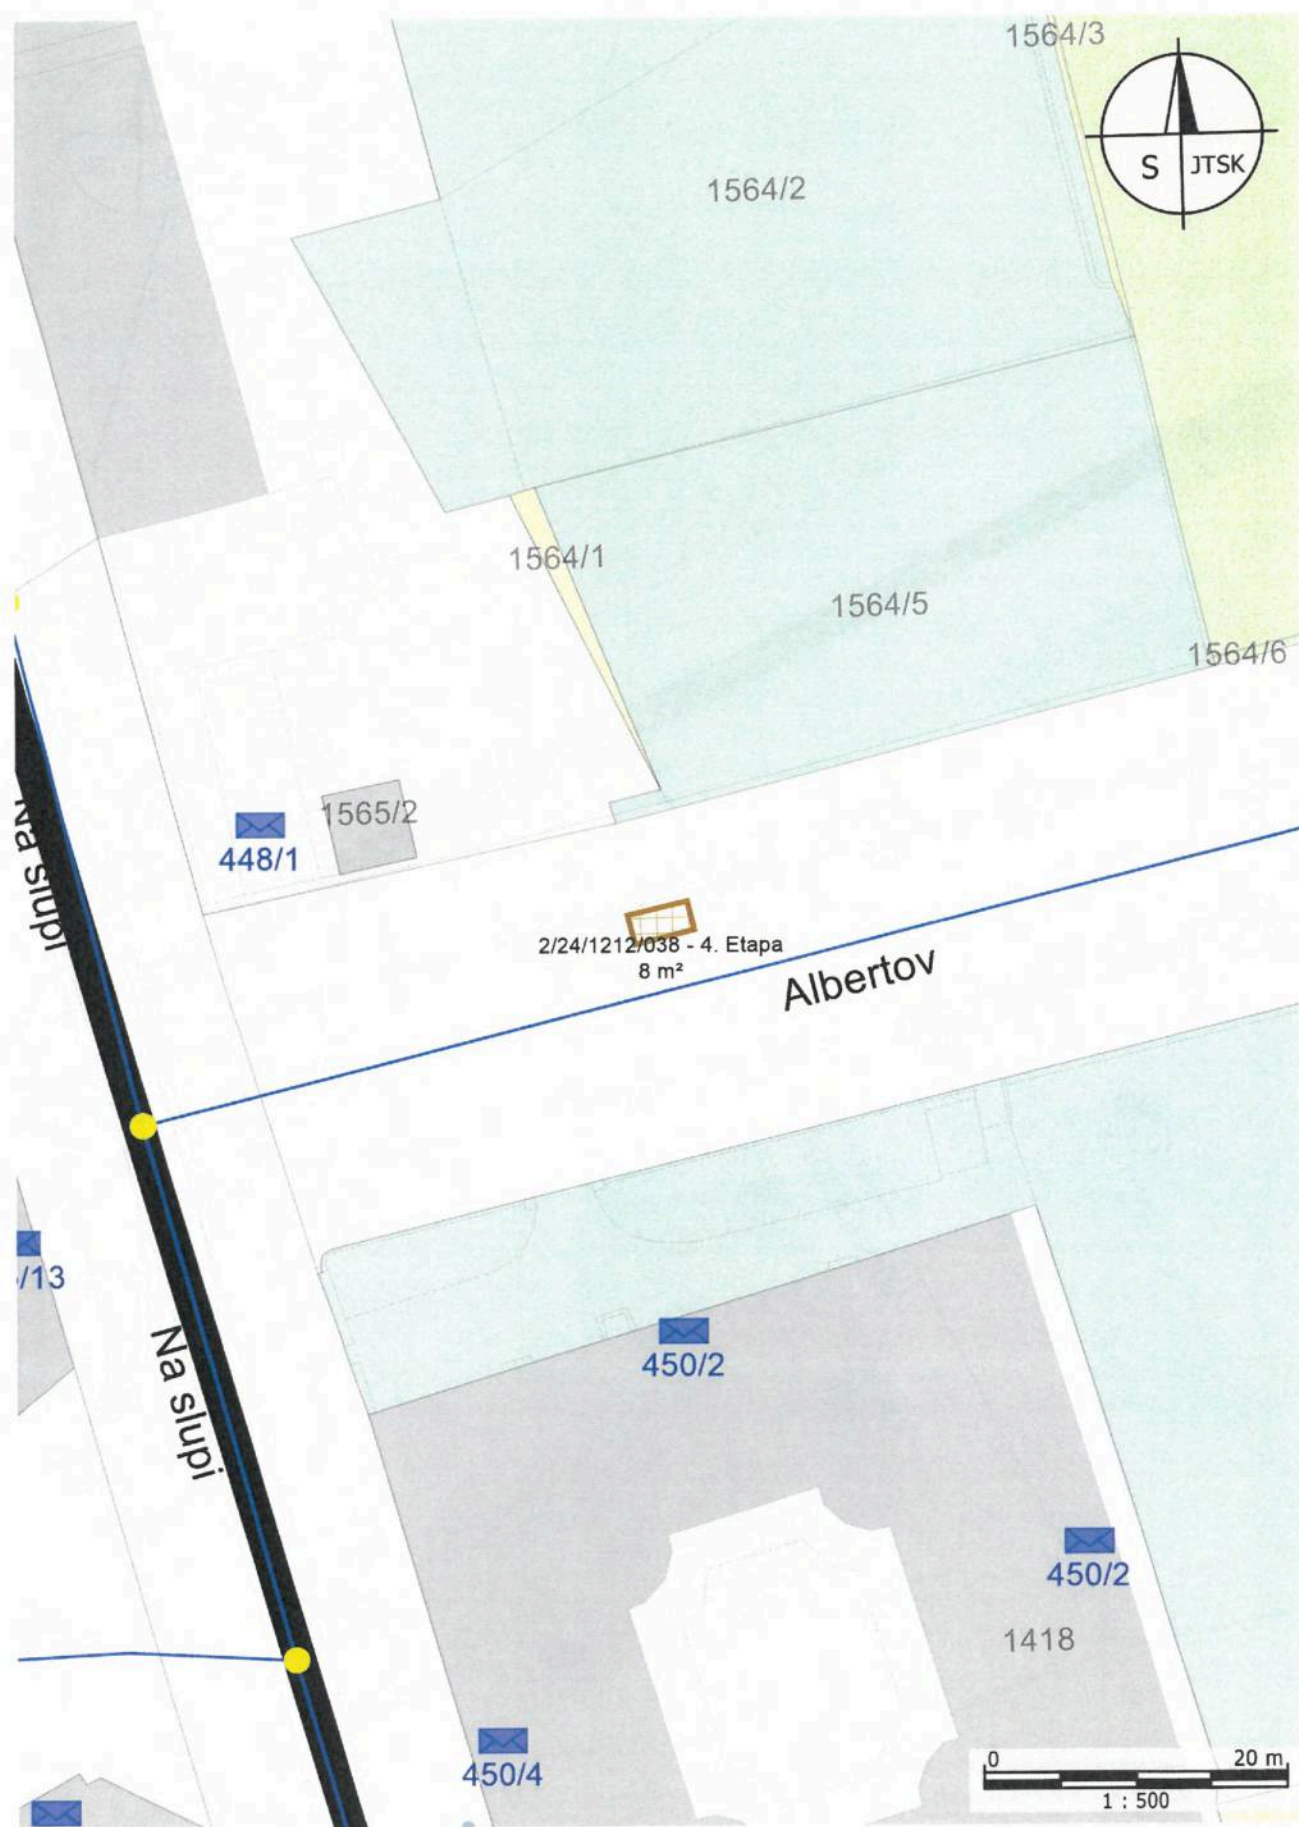 1564/3
S JTSK
1564/2
1564/1
1564/5
1564/6
1565/2
448/1
Na slupi
2/24/1212/038 - 4. Etapa
8 m²
Albertov
/13
Na slupi
450/2
450/2
1418
450/4
0 20 m
1 : 500